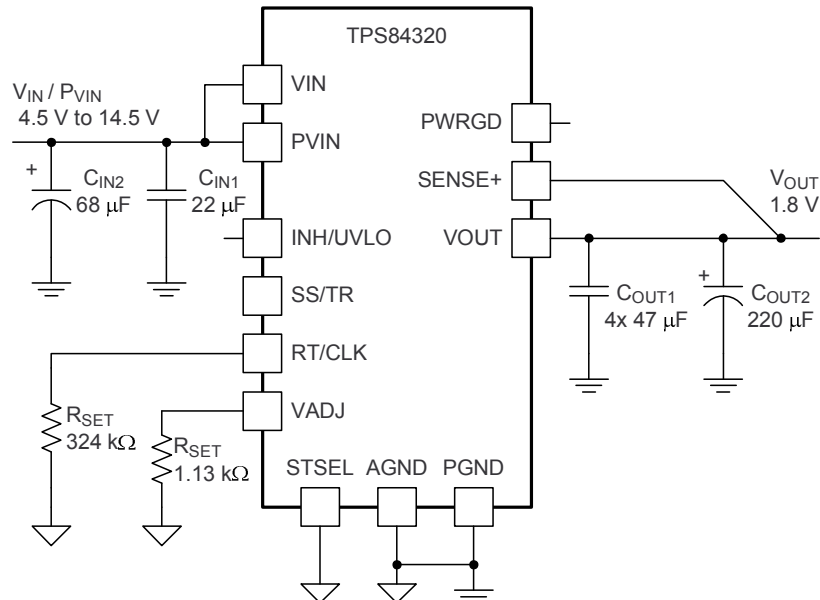 TPS84320
VIN
V_IN / P_VIN
4.5 V to 14.5 V
PWRGD
PVIN
+
C_IN2
68 μF
C_IN1
22 μF
SENSE+
V_OUT
1.8 V
INH/UVLO
VOUT
SS/TR
C_OUT1
4x 47 μF
+
C_OUT2
220 μF
RT/CLK
VADJ
R_SET
324 kΩ
R_SET
1.13 kΩ
STSEL AGND PGND